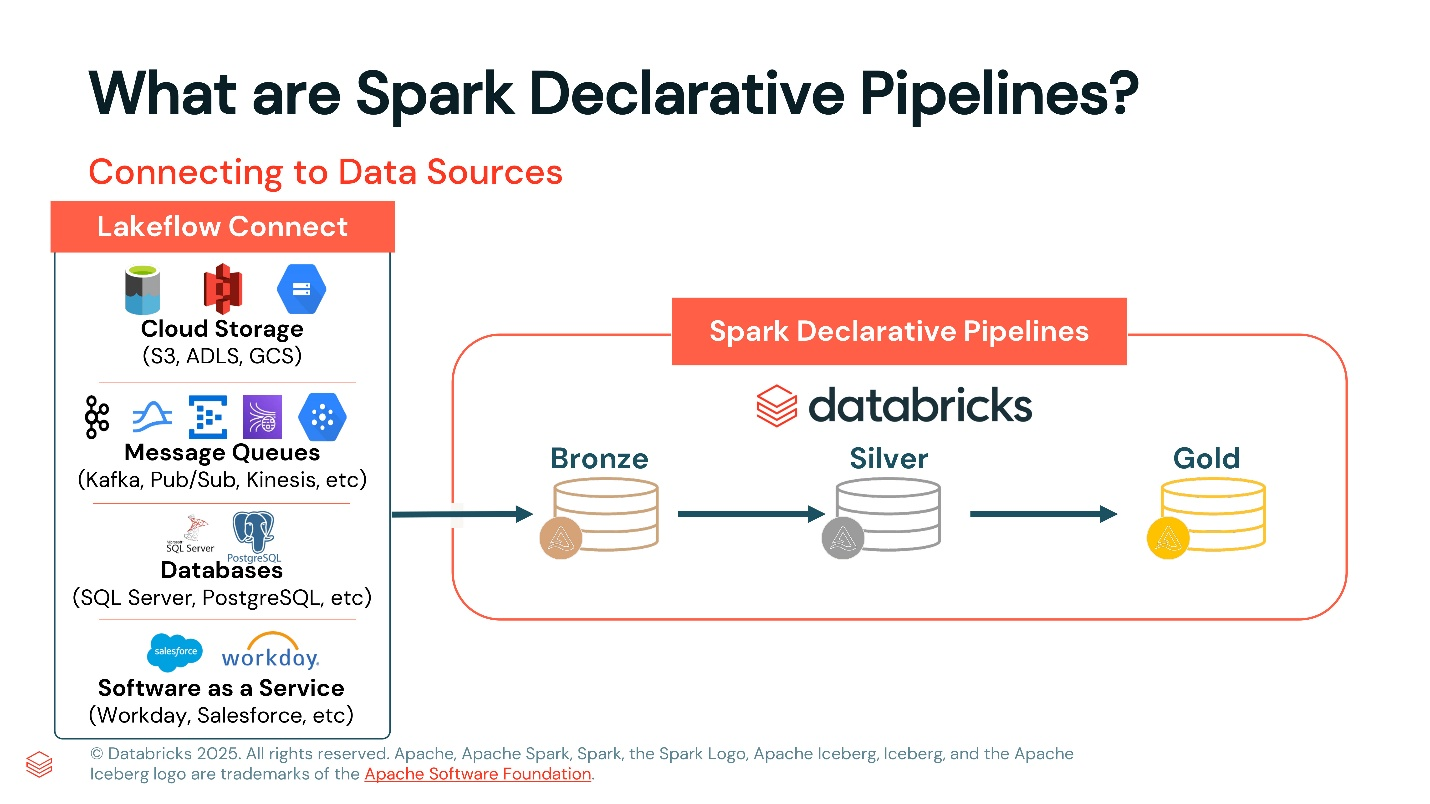 What are Spark Declarative Pipelines?
Connecting to Data Sources
Lakeflow Connect
Cloud Storage
(S3, ADLS, GCS)
Message Queues
(Kafka, Pub/Sub, Kinesis, etc)
Microsoft
SQL Server
PostgreSQL
Databases
(SQL Server, PostgreSQL, etc)
salesforce
workday.
Software as a Service
(Workday, Salesforce, etc)
Spark Declarative Pipelines
databricks
Bronze
Silver
Gold
© Databricks 2025. All rights reserved. Apache, Apache Spark, Spark, the Spark Logo, Apache Iceberg, Iceberg, and the Apache
Iceberg logo are trademarks of the Apache Software Foundation.